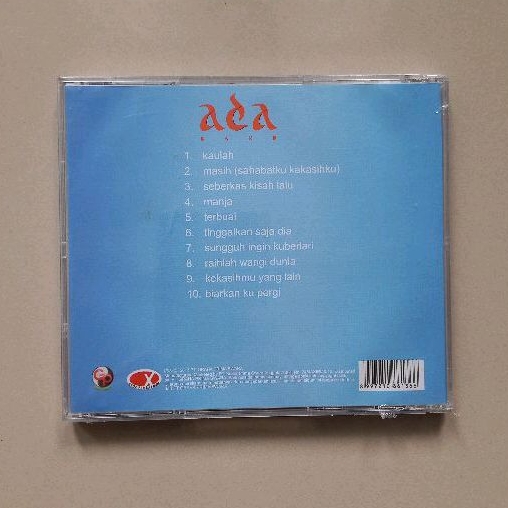 ada
BAND
1. kaulah
2. masih (sahabatku kekasihku)
3. seberkas kisah lalu
4. manja
5. terbuai
6. tinggalkan saja dia
7. sungguh ingin kuberlari
8. raihlah wangi dunia
9. kekasihmu yang lain
10. biarkan ku pergi